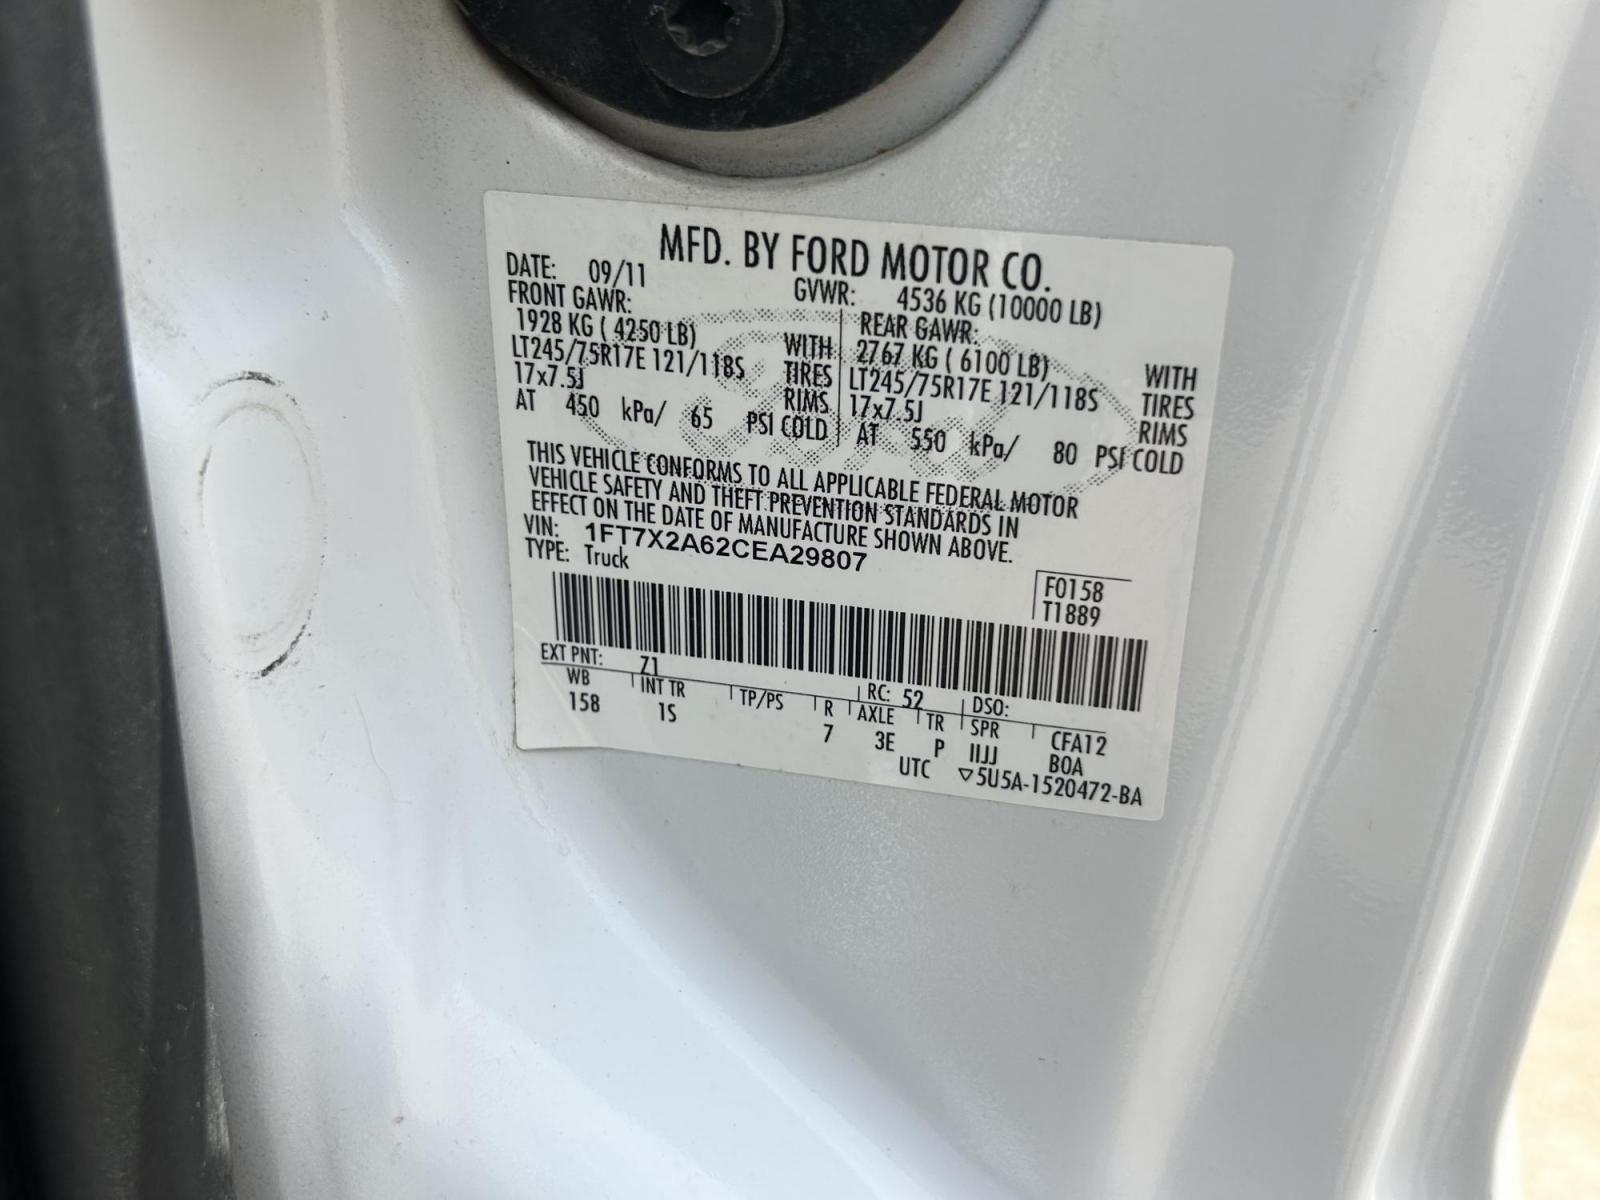 MFD. BY FORD MOTOR CO.
DATE: 09/11 GVWR: 4536 KG (10000 LB)
FRONT GAWR: REAR GAWR:
1928 KG ( 4250 LB) WITH 2767 KG ( 6100 LB) WITH
LT245/75R17E 121/118S TIRES LT245/75R17E 121/118S TIRES
17x7.5J RIMS 17x7.5J RIMS
AT 450 kPa/ 65 PSI COLD AT 550 kPa/ 80 PSI COLD
THIS VEHICLE CONFORMS TO ALL APPLICABLE FEDERAL MOTOR
VEHICLE SAFETY AND THEFT PREVENTION STANDARDS IN
EFFECT ON THE DATE OF MANUFACTURE SHOWN ABOVE.
VIN: 1FT7X2A62CEA29807
TYPE: Truck
F0158
T1889
EXT PNT: Z1 RC: 52 DSO:
WB INT TR TP/PS R AXLE TR SPR CFA12
158 1S 7 3E P IIJJ BOA
UTC ▽5U5A-1520472-BA